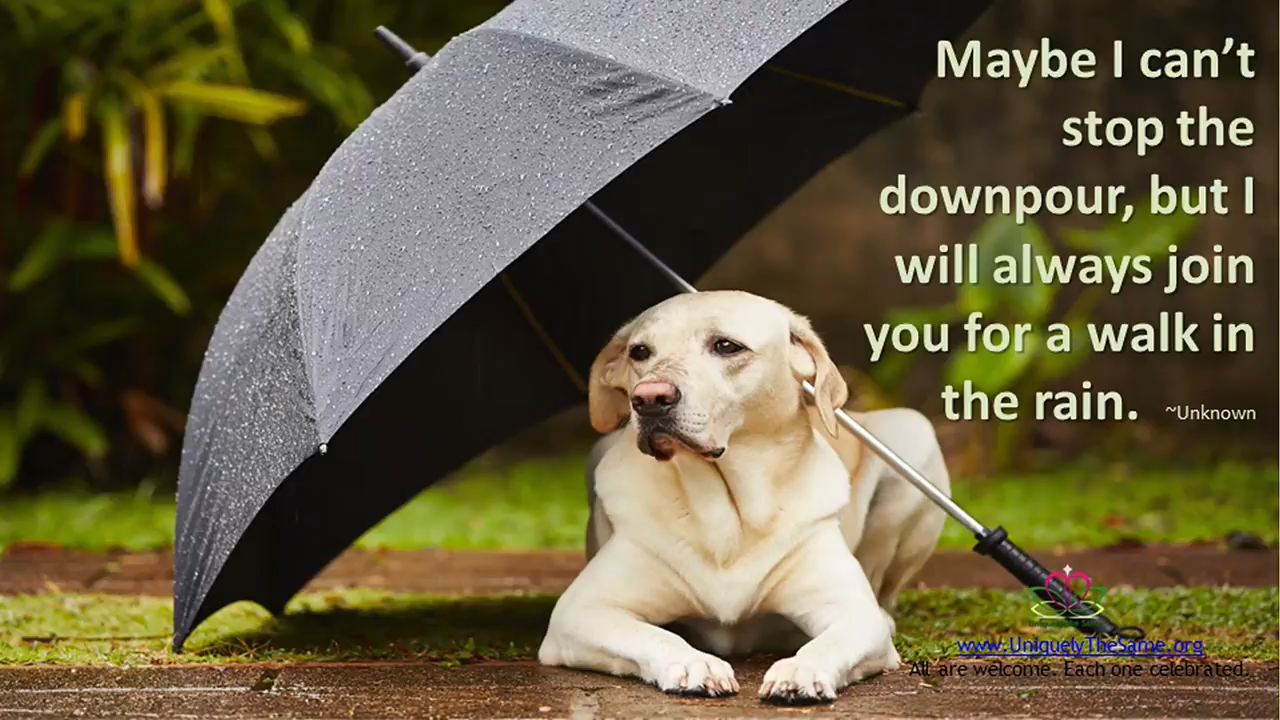 Maybe I can’t
stop the
downpour, but I
will always join
you for a walk in
the rain. ~Unknown
www.UniquelyTheSame.org
All are welcome. Each one celebrated.